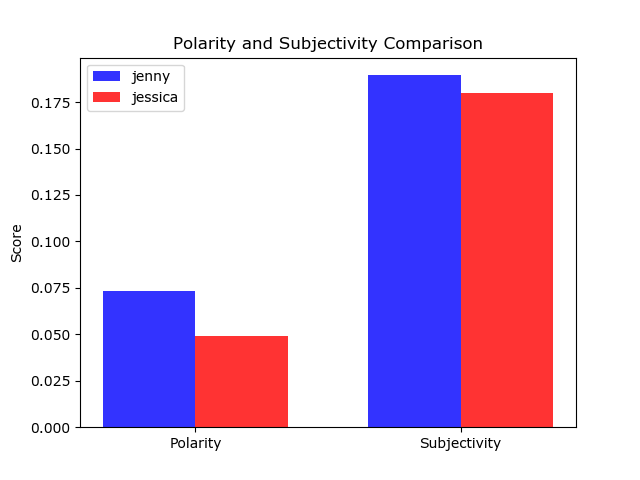 Polarity and Subjectivity Comparison
jenny
jessica
Score
0.175
0.150
0.125
0.100
0.075
0.050
0.025
0.000
Polarity
Subjectivity